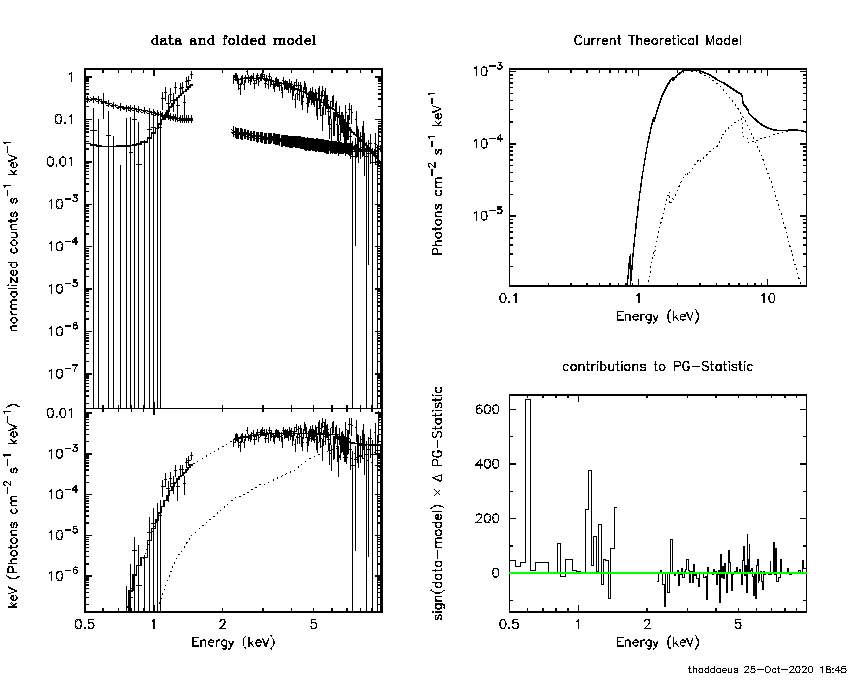 data and folded model
normalized counts s−1 keV−1
1
0.1
0.01
10−3
10−4
10−5
10−6
10−7
keV (Photons cm−2 s−1 keV−1)
0.01
10−3
10−4
10−5
10−6
0.5
1
2
5
Energy (keV)
Current Theoretical Model
Photons cm−2 s−1 keV−1
10−3
10−4
10−5
0.1
1
10
Energy (keV)
contributions to PG−Statistic
sign(data−model) × Δ PG−Statistic
600
400
200
0
0.5
1
2
5
Energy (keV)
thaddaeus 25−Oct−2020 18:45